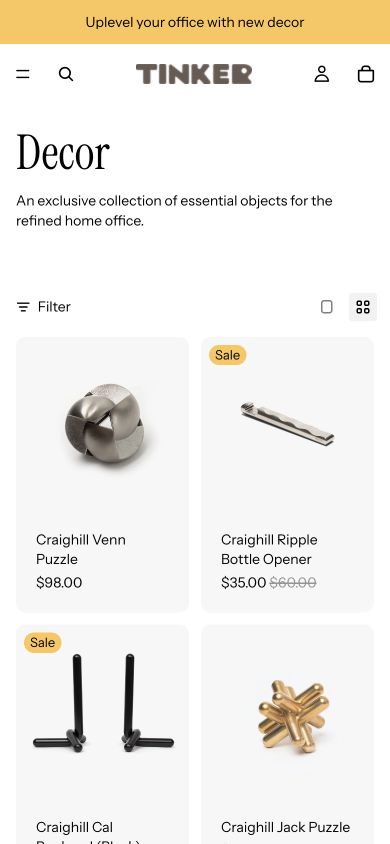 Uplevel your office with new decor
TINKER
Decor
An exclusive collection of essential objects for the
refined home office.
Filter
Craighill Venn
Puzzle
$98.00
Sale
Craighill Ripple
Bottle Opener
$35.00 $60.00
Sale
Craighill Cal
Craighill Jack Puzzle